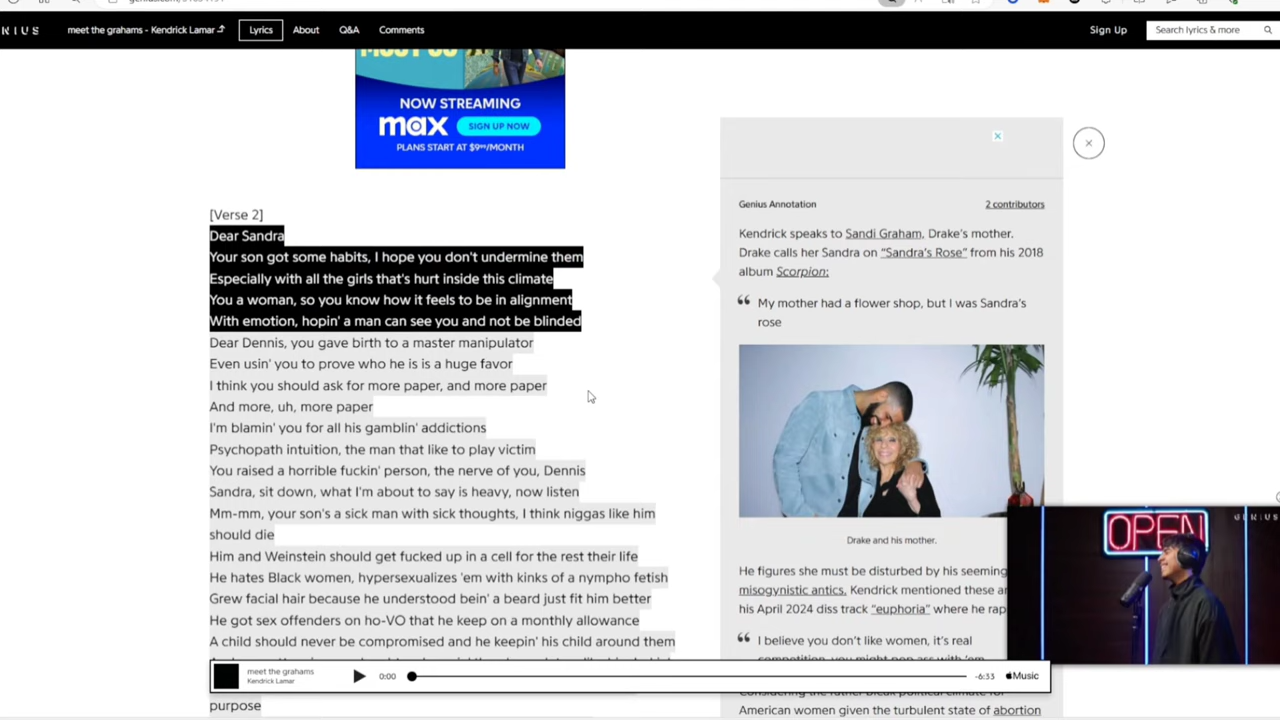 NIUS
meet the grahams - Kendrick Lamar
Lyrics
About
Q&A
Comments
Sign Up
Search lyrics & more
NOW STREAMING
max SIGN UP NOW
PLANS START AT $9⁹⁹/MONTH
[Verse 2]
Dear Sandra
Your son got some habits, I hope you don't undermine them
Especially with all the girls that's hurt inside this climate
You a woman, so you know how it feels to be in alignment
With emotion, hopin' a man can see you and not be blinded
Dear Dennis, you gave birth to a master manipulator
Even usin' you to prove who he is is a huge favor
I think you should ask for more paper, and more paper
And more, uh, more paper
I'm blamin' you for all his gamblin' addictions
Psychopath intuition, the man that like to play victim
You raised a horrible fuckin' person, the nerve of you, Dennis
Sandra, sit down, what I'm about to say is heavy, now listen
Mm-mm, your son's a sick man with sick thoughts, I think niggas like him
should die
Him and Weinstein should get fucked up in a cell for the rest their life
He hates Black women, hypersexualizes 'em with kinks of a nympho fetish
Grew facial hair because he understood bein' a beard just fit him better
He got sex offenders on ho-VO that he keep on a monthly allowance
A child should never be compromised and he keepin' his child around them
purpose
Genius Annotation
2 contributors
Kendrick speaks to Sandi Graham, Drake's mother.
Drake calls her Sandra on "Sandra's Rose" from his 2018
album Scorpion:
“ My mother had a flower shop, but I was Sandra's
rose
Drake and his mother.
He figures she must be disturbed by his seeming
misogynistic antics. Kendrick mentioned these
his April 2024 diss track "euphoria" where he rap
“ I believe you don't like women, it's real
American women given the turbulent state of abortion
meet the grahams
Kendrick Lamar
0:00
-6:33
Music
OPEN
GENIUS